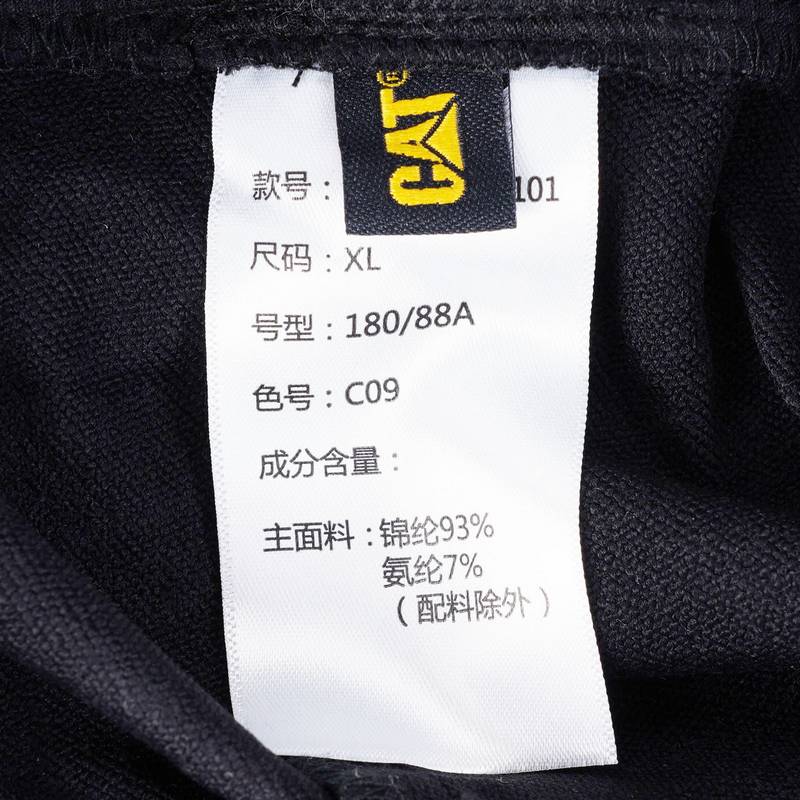 CAT®
款号： 101
尺码：XL
号型：180/88A
色号：C09
成分含量：
主面料：锦纶93%
氨纶7%
（配料除外）